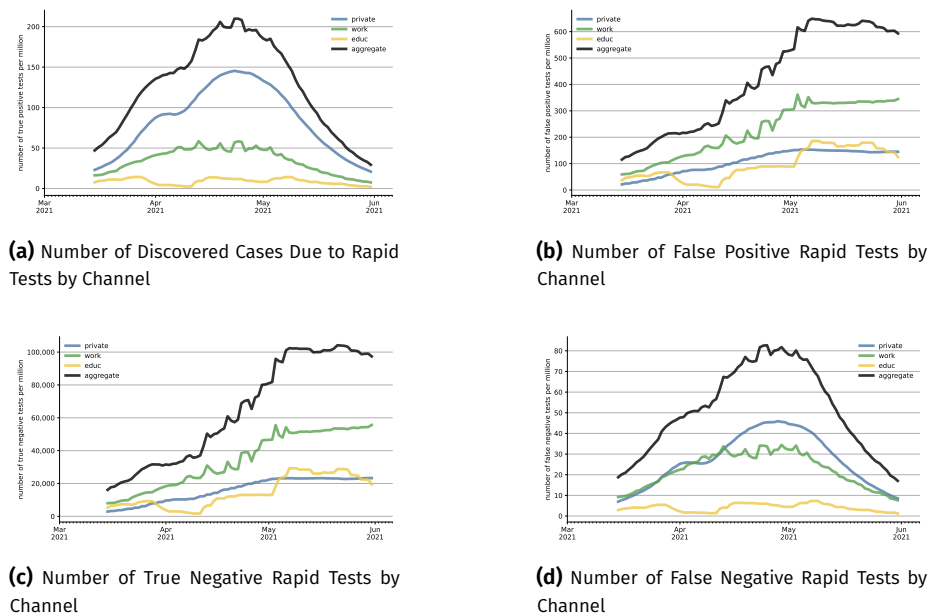 number of true positive tests per million
200
150
100
50
0
private
work
educ
aggregate
Mar
2021
Apr
2021
May
2021
Jun
2021
(a) Number of Discovered Cases Due to Rapid
Tests by Channel
number of false positive tests per million
600
500
400
300
200
100
0
private
work
educ
aggregate
Mar
2021
Apr
2021
May
2021
Jun
2021
(b) Number of False Positive Rapid Tests by
Channel
number of true negative tests per million
100,000
80,000
60,000
40,000
20,000
0
private
work
educ
aggregate
Mar
2021
Apr
2021
May
2021
Jun
2021
(c) Number of True Negative Rapid Tests by
Channel
number of false negative tests per million
80
70
60
50
40
30
20
10
0
private
work
educ
aggregate
Mar
2021
Apr
2021
May
2021
Jun
2021
(d) Number of False Negative Rapid Tests by
Channel